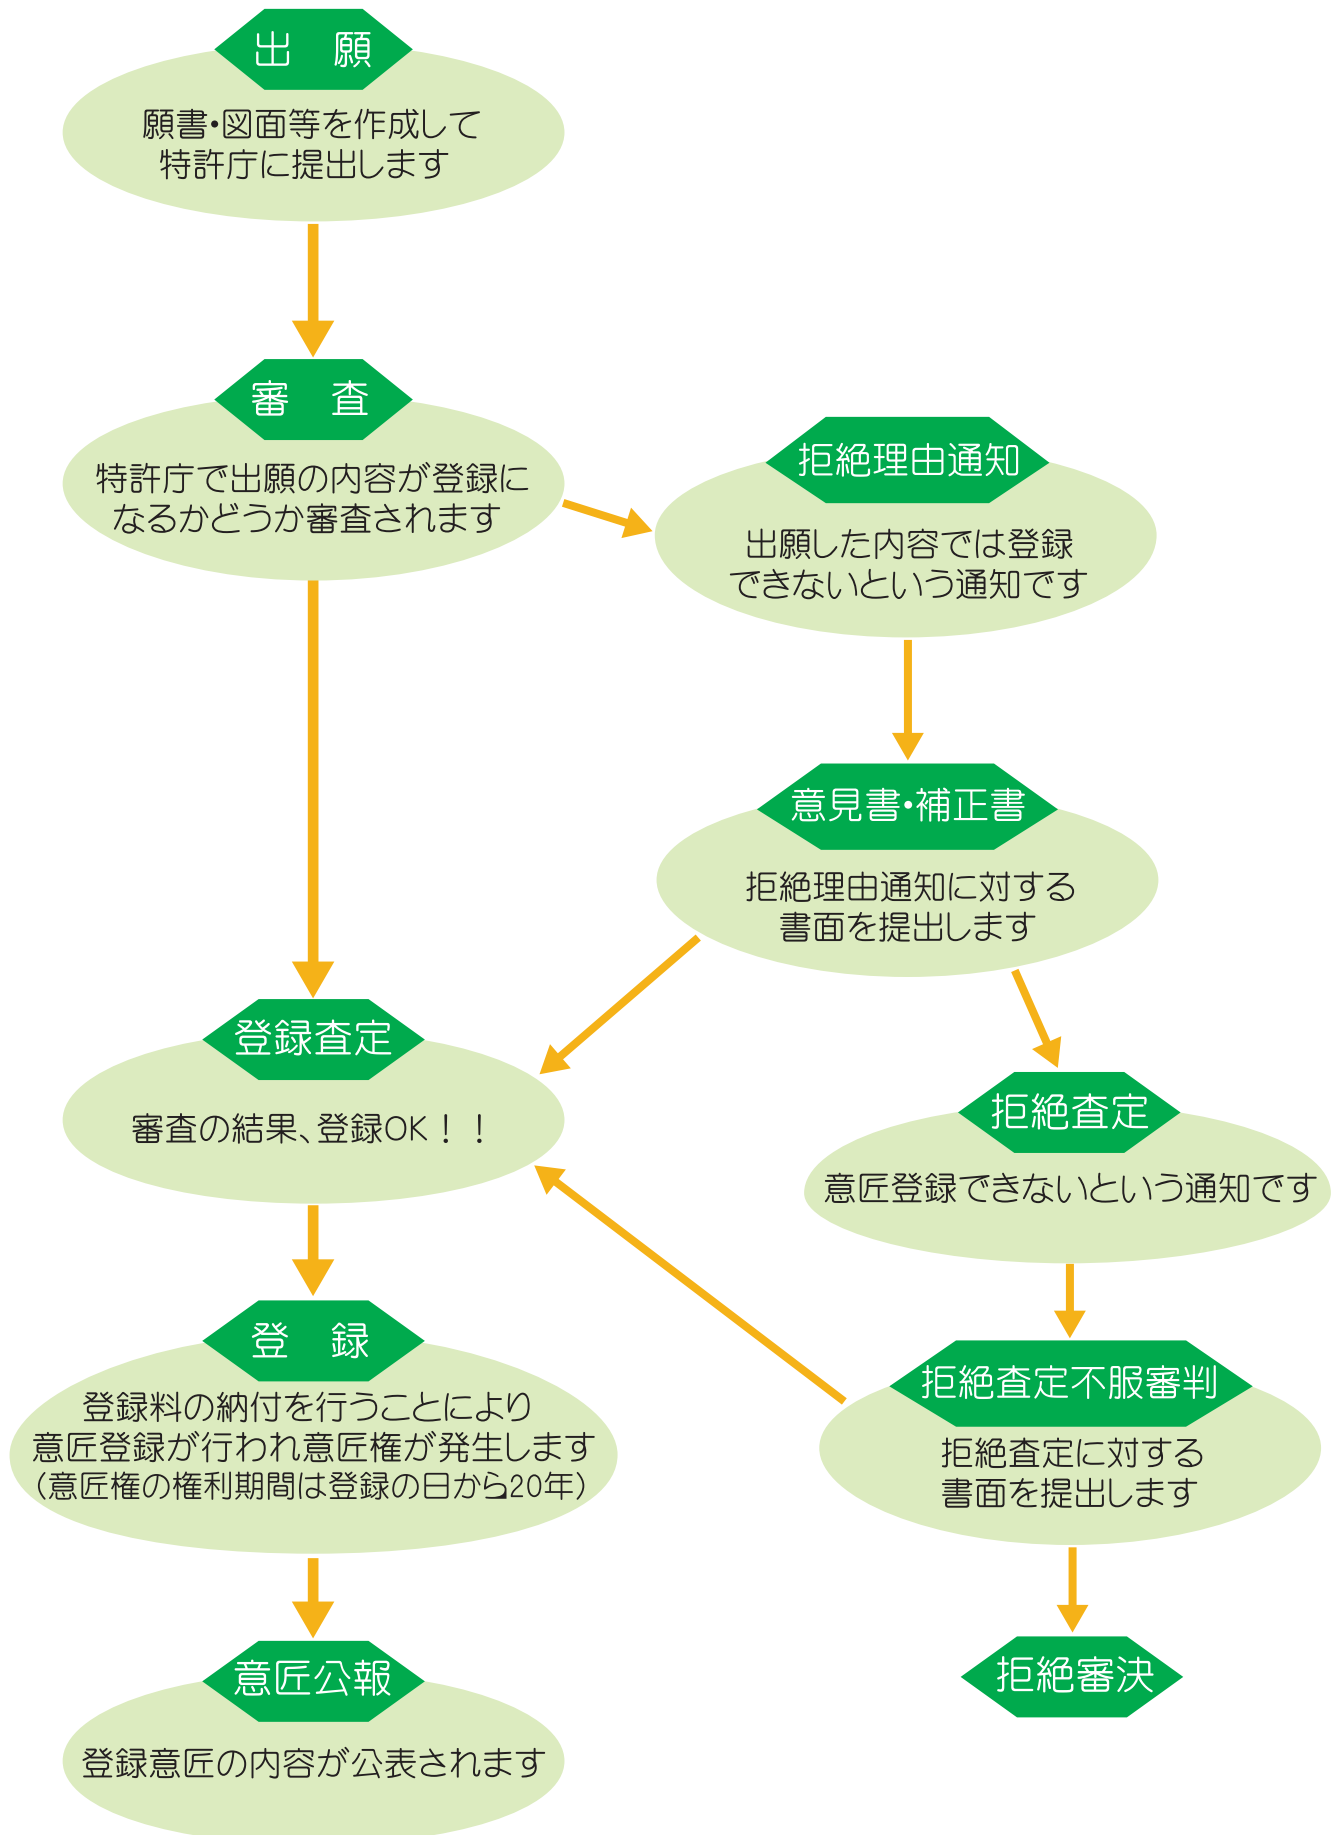 出　願
願書・図面等を作成して
特許庁に提出します
審　査
特許庁で出願の内容が登録に
なるかどうか審査されます
拒絶理由通知
出願した内容では登録
できないという通知です
意見書・補正書
拒絶理由通知に対する
書面を提出します
登録査定
審査の結果、登録OK！！
拒絶査定
意匠登録できないという通知です
登　録
登録料の納付を行うことにより
意匠登録が行われ意匠権が発生します
（意匠権の権利期間は登録の日から20年）
拒絶査定不服審判
拒絶査定に対する
書面を提出します
意匠公報
登録意匠の内容が公表されます
拒絶審決